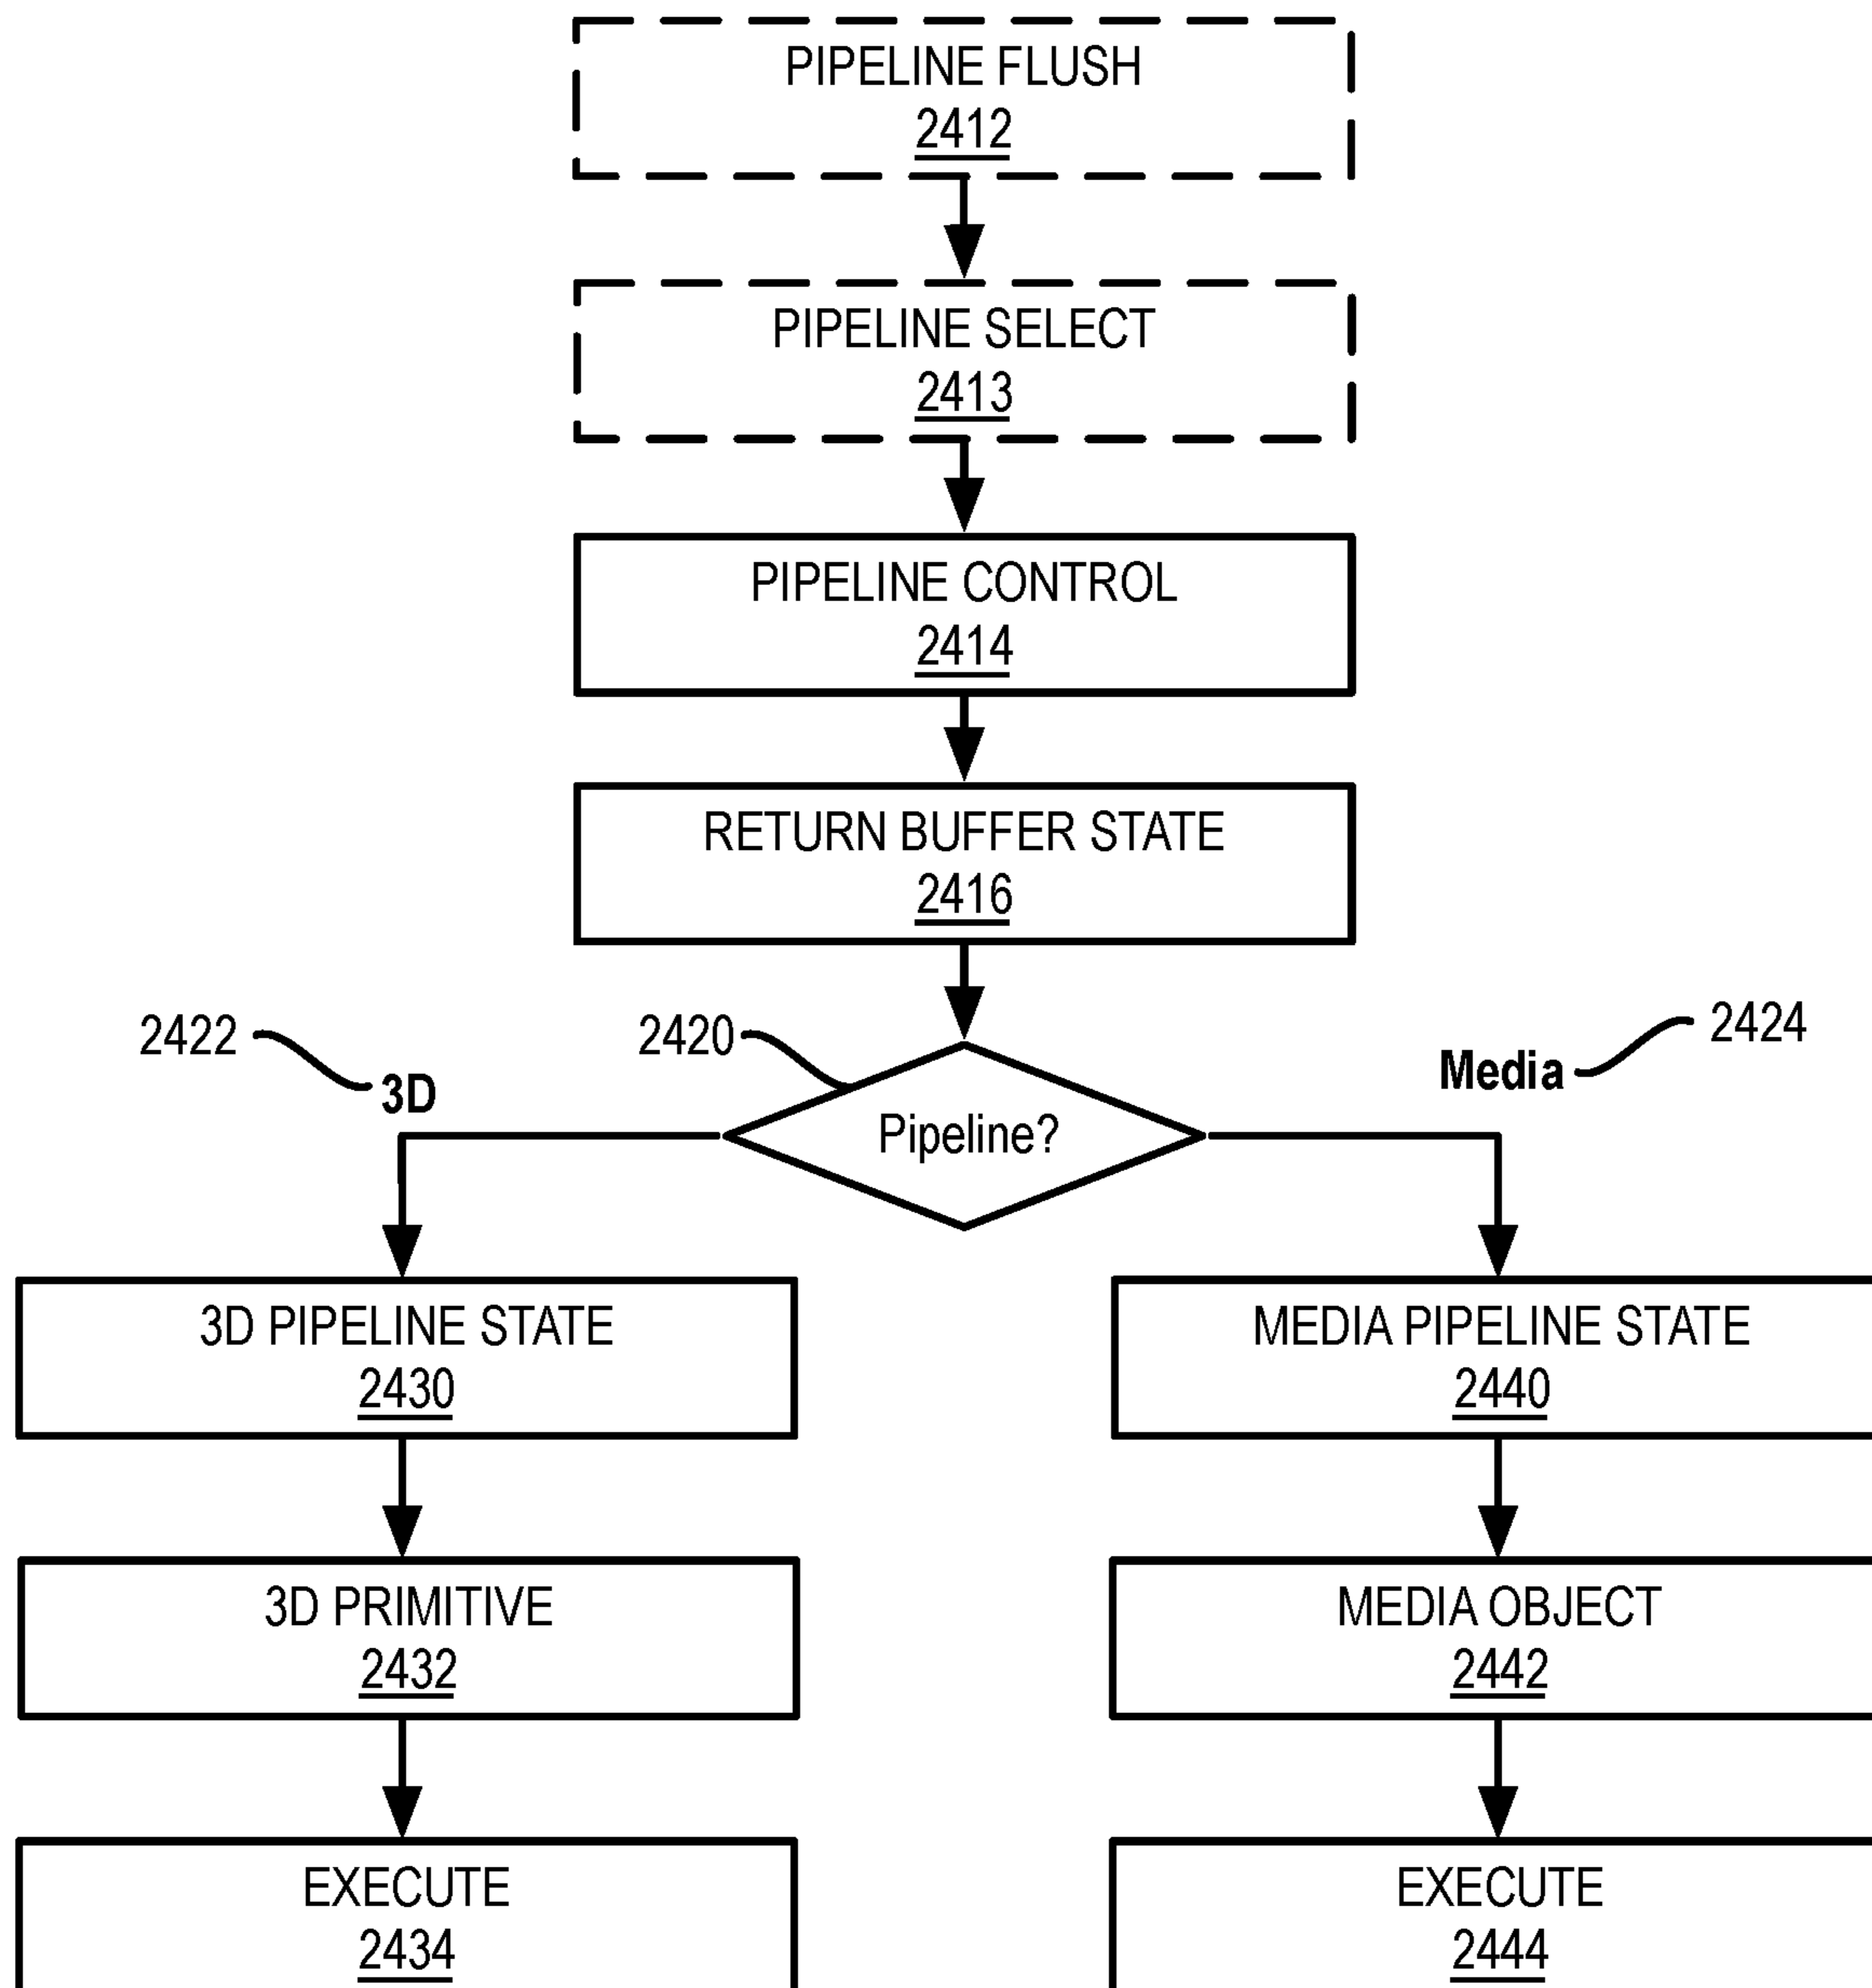 PIPELINE FLUSH
2412
PIPELINE SELECT
2413
PIPELINE CONTROL
2414
RETURN BUFFER STATE
2416
2422
3D
2420
Pipeline?
Media
2424
3D PIPELINE STATE
2430
MEDIA PIPELINE STATE
2440
3D PRIMITIVE
2432
MEDIA OBJECT
2442
EXECUTE
2434
EXECUTE
2444